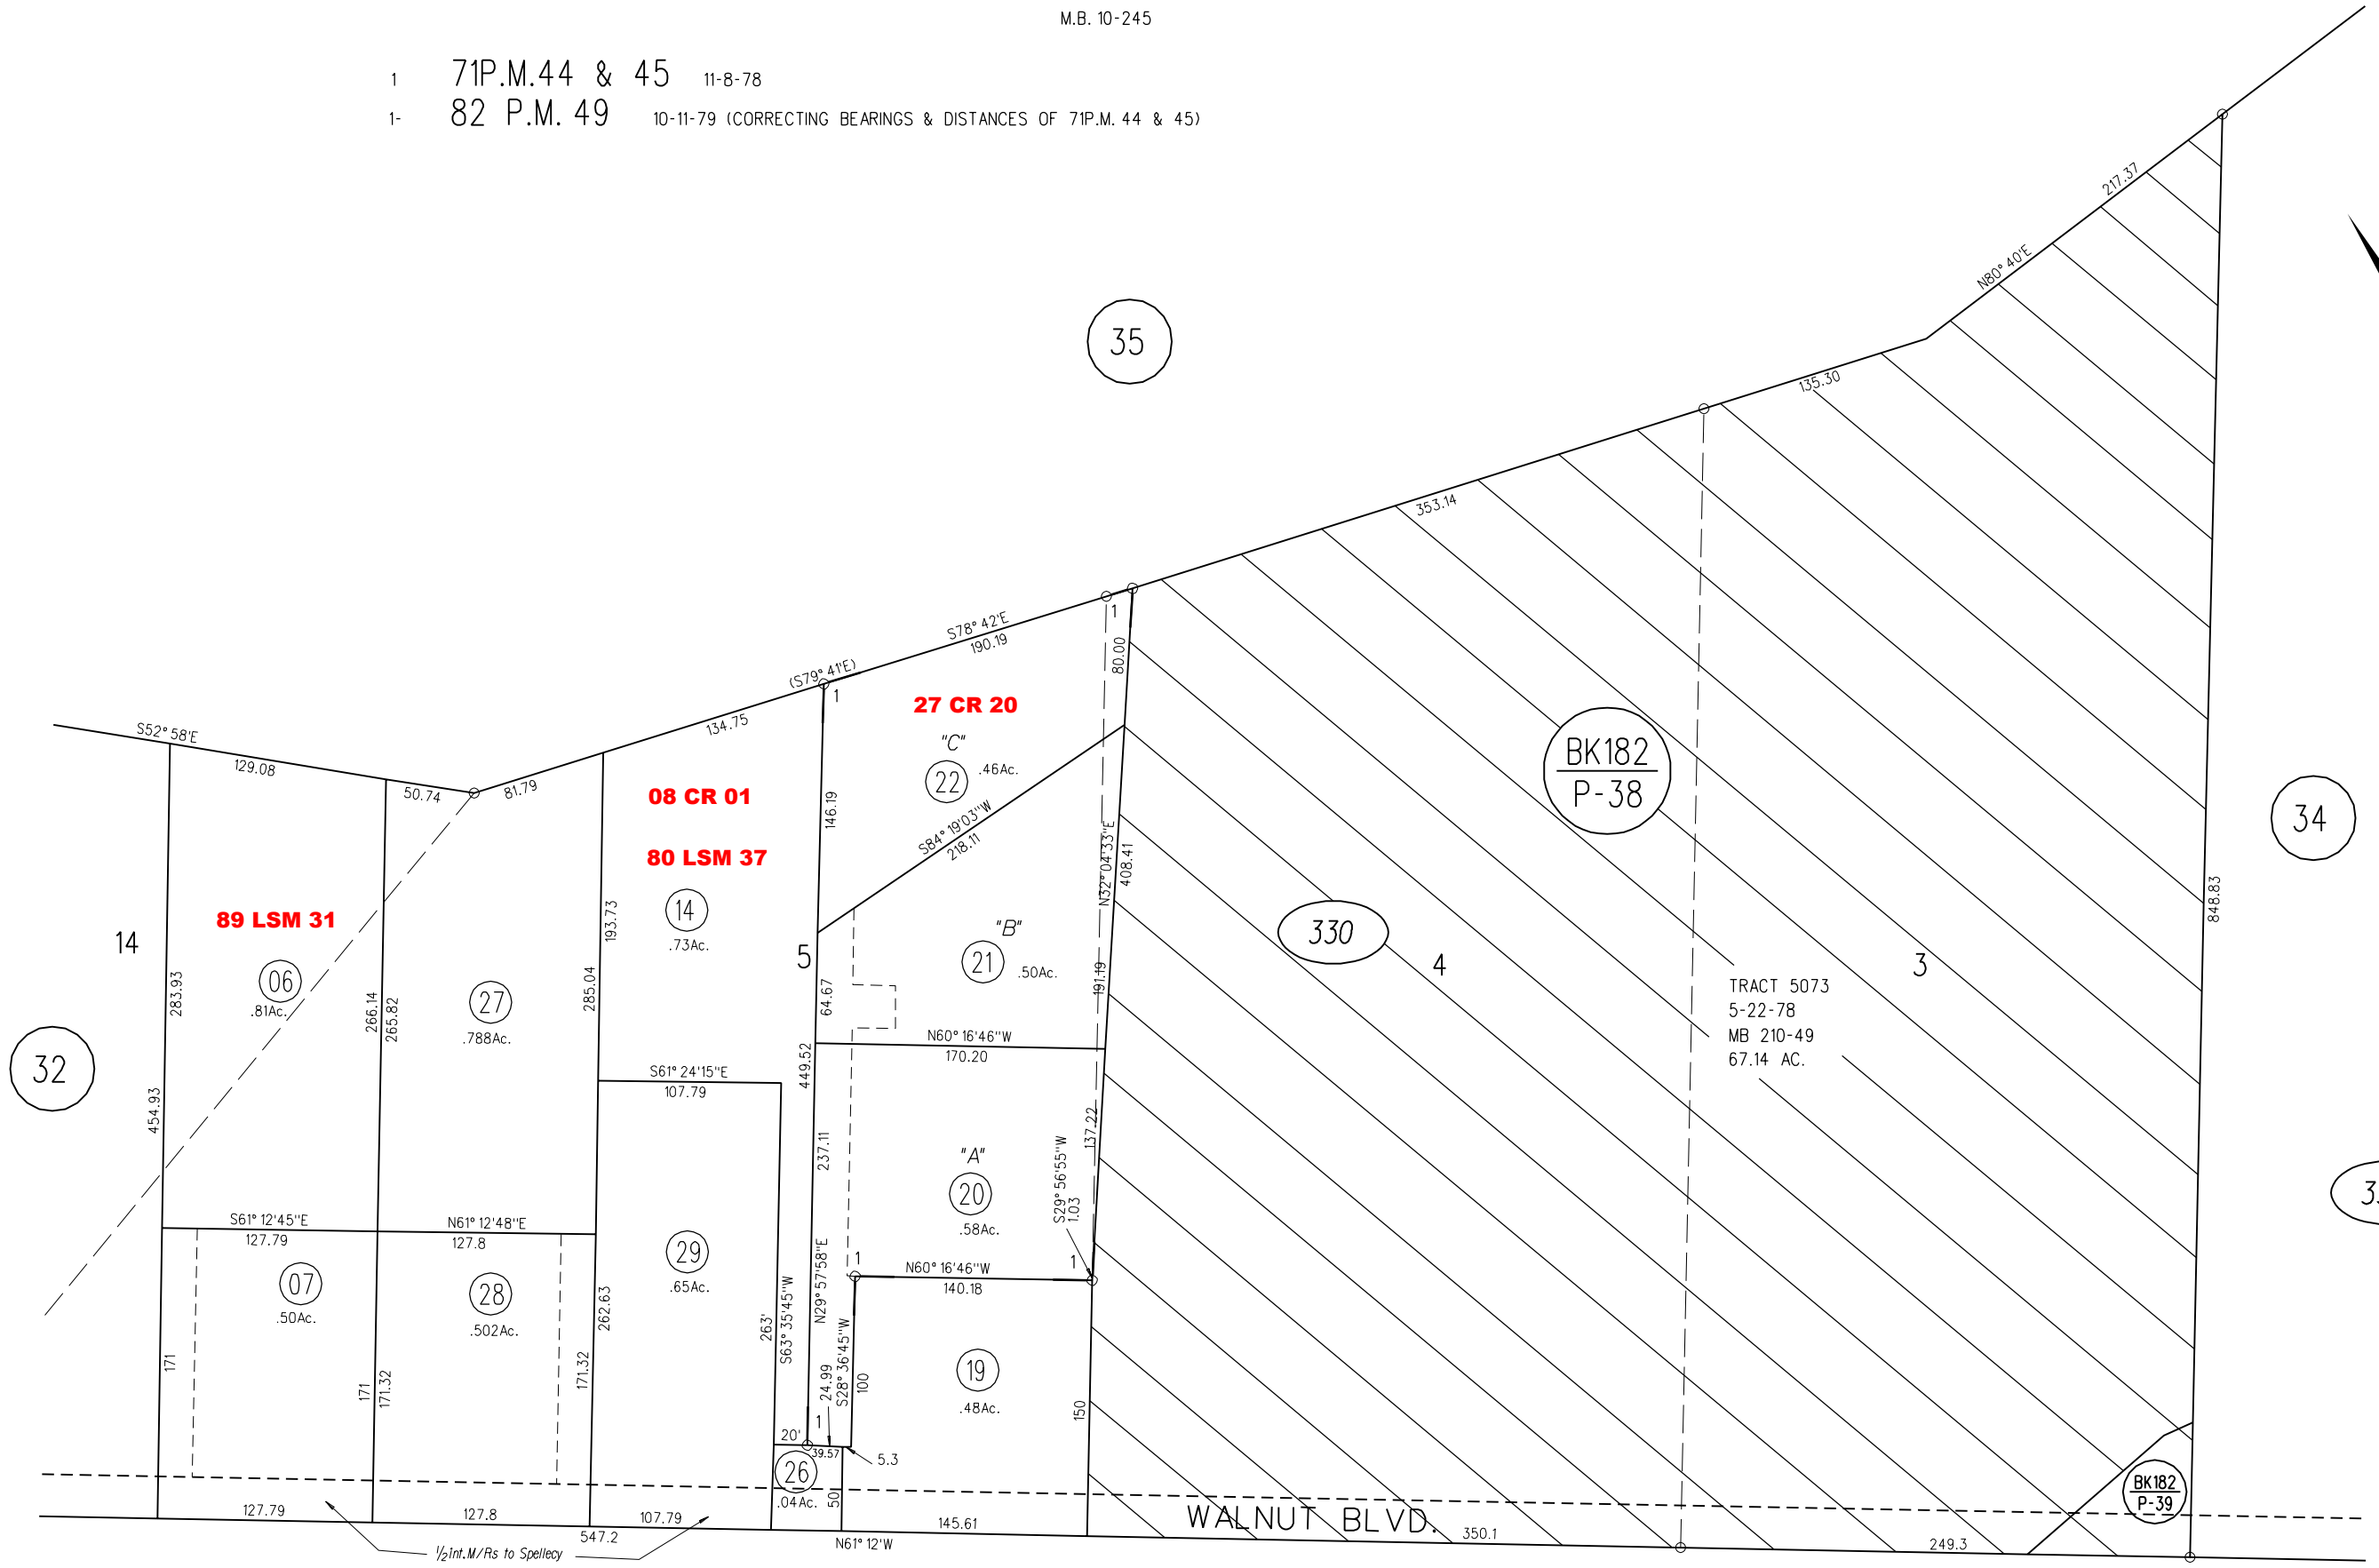 M.B. 10-245
1 71P.M.44 & 45 11-8-78
1- 82 P.M. 49 10-11-79 (CORRECTING BEARINGS & DISTANCES OF 71P.M. 44 & 45)
217.37
N80° 40'E
35
135.30
353.14
S78° 42'E
190.19
1
80.00
(S79° 41'E)
1
134.75
27 CR 20
"C"
22
.46Ac.
S52° 58'E
129.08
50.74
81.79
08 CR 01
80 LSM 37
146.19
S84° 19'03"W
218.11
N32° 04'33"E
408.41
BK182
P-38
34
848.83
89 LSM 31
14
14
.73Ac.
193.73
5
"B"
21
.50Ac.
330
4
3
283.93
06
.81Ac.
266.14
265.82
27
.788Ac.
285.04
64.67
191.19
TRACT 5073
5-22-78
MB 210-49
67.14 AC.
N60° 16'46"W
170.20
32
454.93
S61° 24'15"E
107.79
449.52
237.11
"A"
20
.58Ac.
137.22
S29° 56'55"W
1.03
S61° 12'45"E
127.79
N61° 12'48"E
127.8
07
.50Ac.
28
.502Ac.
29
.65Ac.
262.63
263'
S63° 35'45"W
N29° 57'58"E
1
N60° 16'46"W
140.18
1
171
171
171.32
171.32
24.99
S28° 36'45"W
100
19
.48Ac.
150
20'
1
39.57
5.3
26
.04Ac.
50
BK182
P-39
127.79
127.8
107.79
547.2
145.61
N61° 12'W
WALNUT BLVD.
350.1
249.3
½Int.M/Rs to Spellecy